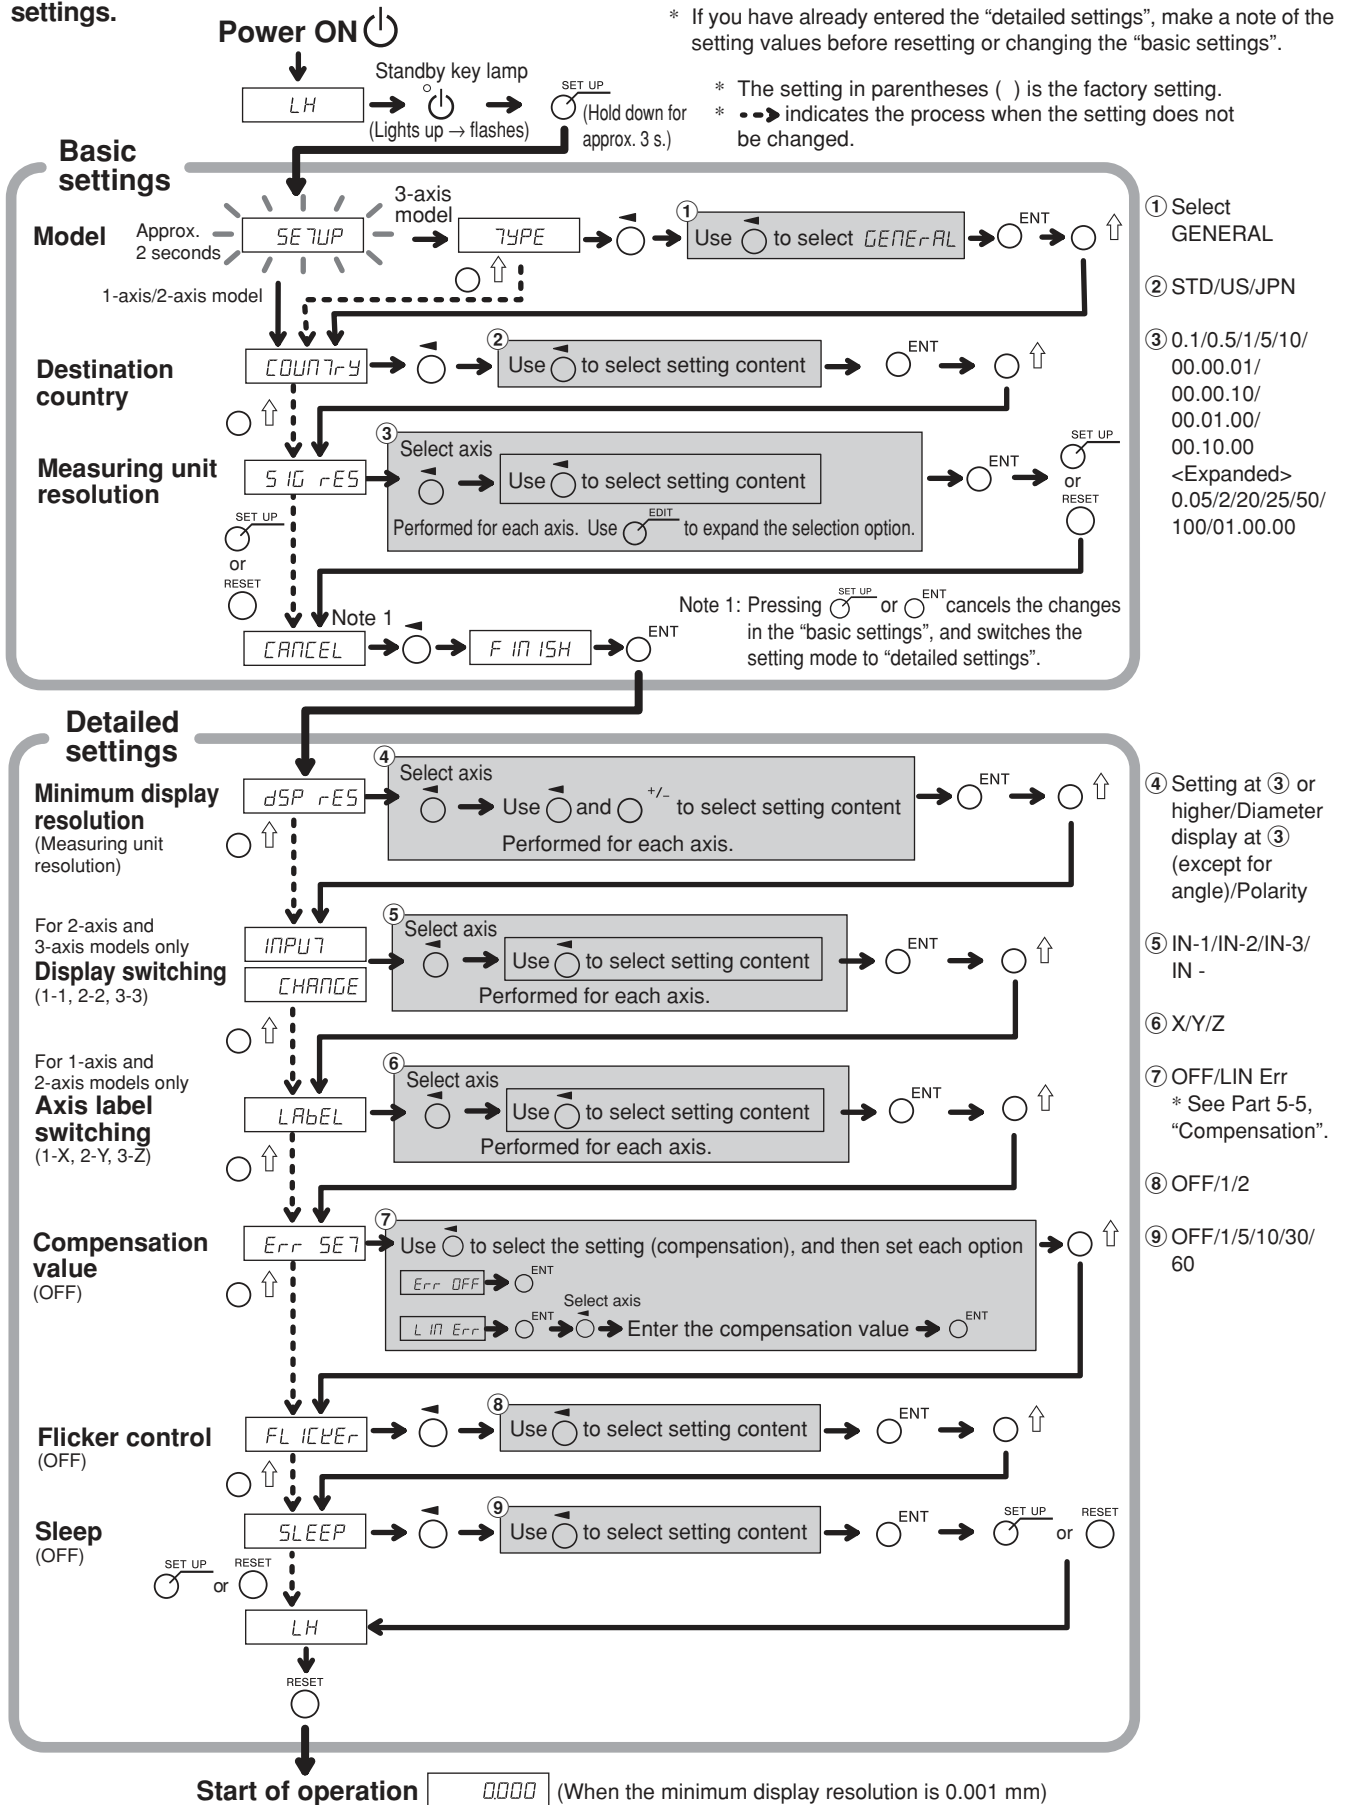 settings.
Power ON
* If you have already entered the “detailed settings”, make a note of the
setting values before resetting or changing the “basic settings”.
* The setting in parentheses ( ) is the factory setting.
* indicates the process when the setting does not
be changed.
LH
Standby key lamp
(Lights up → flashes)
SET UP
(Hold down for
approx. 3 s.)
Basic
settings
Model
Approx.
2 seconds
SETUP
3-axis
model
TYPE
1
Use ◄ to select GENErAL
ENT
⇧
1-axis/2-axis model
⇧
Destination
country
COUNTrY
◄
2
Use ◄ to select setting content
ENT
⇧
⇧
Measuring unit
resolution
SIG rES
3
Select axis
◄
Use ◄ to select setting content
Performed for each axis. Use EDIT to expand the selection option.
ENT
SET UP
or
RESET
SET UP
or
RESET
Note 1
CANCEL
◄
FINISH
ENT
Note 1: Pressing SET UP or ENT cancels the changes
in the “basic settings”, and switches the
setting mode to “detailed settings”.
① Select
GENERAL
② STD/US/JPN
③ 0.1/0.5/1/5/10/
00.00.01/
00.00.10/
00.01.00/
00.10.00
<Expanded>
0.05/2/20/25/50/
100/01.00.00
Detailed
settings
Minimum display
resolution
(Measuring unit
resolution)
dSP rES
⇧
4
Select axis
◄
Use ◄ and +/- to select setting content
Performed for each axis.
ENT
⇧
For 2-axis and
3-axis models only
Display switching
(1-1, 2-2, 3-3)
INPUT
CHANGE
⇧
5
Select axis
◄
Use ◄ to select setting content
Performed for each axis.
ENT
⇧
For 1-axis and
2-axis models only
Axis label
switching
(1-X, 2-Y, 3-Z)
LAbEL
⇧
6
Select axis
◄
Use ◄ to select setting content
Performed for each axis.
ENT
⇧
Compensation
value
(OFF)
Err SET
⇧
7
Use ◄ to select the setting (compensation), and then set each option
Err OFF
ENT
LIN Err
ENT
Select axis
◄
Enter the compensation value
ENT
⇧
Flicker control
(OFF)
FLICKEr
⇧
◄
8
Use ◄ to select setting content
ENT
⇧
Sleep
(OFF)
SLEEP
◄
9
Use ◄ to select setting content
ENT
SET UP
or
RESET
SET UP
or
RESET
LH
RESET
④ Setting at ③ or
higher/Diameter
display at ③
(except for
angle)/Polarity
⑤ IN-1/IN-2/IN-3/
IN -
⑥ X/Y/Z
⑦ OFF/LIN Err
* See Part 5-5,
“Compensation”.
⑧ OFF/1/2
⑨ OFF/1/5/10/30/
60
Start of operation 0.000 (When the minimum display resolution is 0.001 mm)